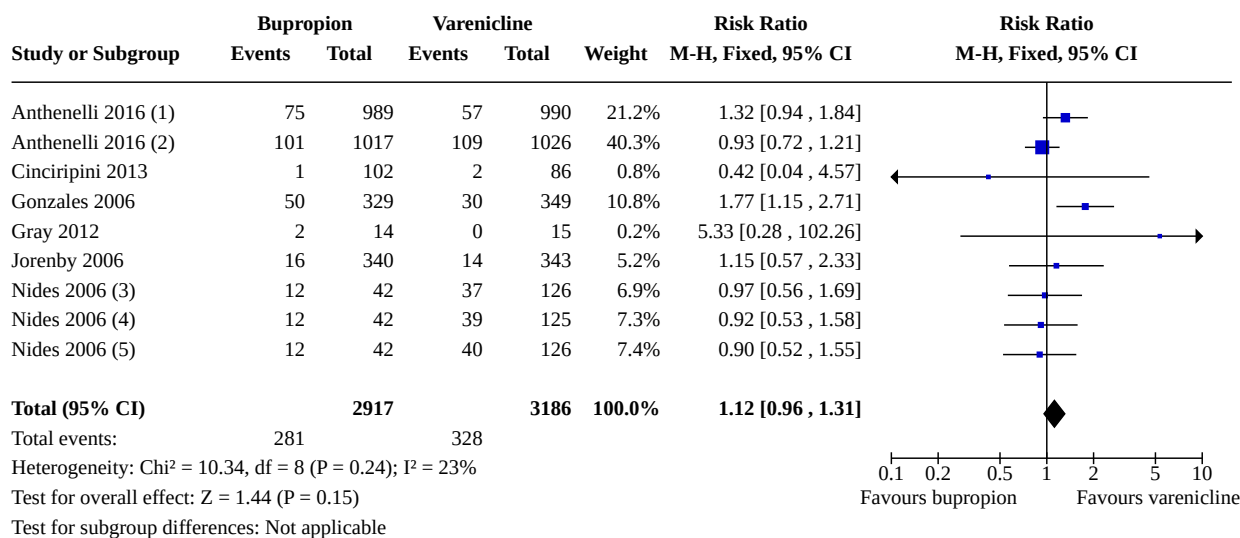 Bupropion Varenicline Risk Ratio Risk Ratio
Study or Subgroup Events Total Events Total Weight M-H, Fixed, 95% CI M-H, Fixed, 95% CI
Anthenelli 2016 (1) 75 989 57 990 21.2% 1.32 [0.94 , 1.84]
Anthenelli 2016 (2) 101 1017 109 1026 40.3% 0.93 [0.72 , 1.21]
Cinciripini 2013 1 102 2 86 0.8% 0.42 [0.04 , 4.57]
Gonzales 2006 50 329 30 349 10.8% 1.77 [1.15 , 2.71]
Gray 2012 2 14 0 15 0.2% 5.33 [0.28 , 102.26]
Jorenby 2006 16 340 14 343 5.2% 1.15 [0.57 , 2.33]
Nides 2006 (3) 12 42 37 126 6.9% 0.97 [0.56 , 1.69]
Nides 2006 (4) 12 42 39 125 7.3% 0.92 [0.53 , 1.58]
Nides 2006 (5) 12 42 40 126 7.4% 0.90 [0.52 , 1.55]
Total (95% CI) 2917 3186 100.0% 1.12 [0.96 , 1.31]
Total events: 281 328
Heterogeneity: Chi² = 10.34, df = 8 (P = 0.24); I² = 23%
Test for overall effect: Z = 1.44 (P = 0.15)
Test for subgroup differences: Not applicable
0.1 0.2 0.5 1 2 5 10
Favours bupropion Favours varenicline